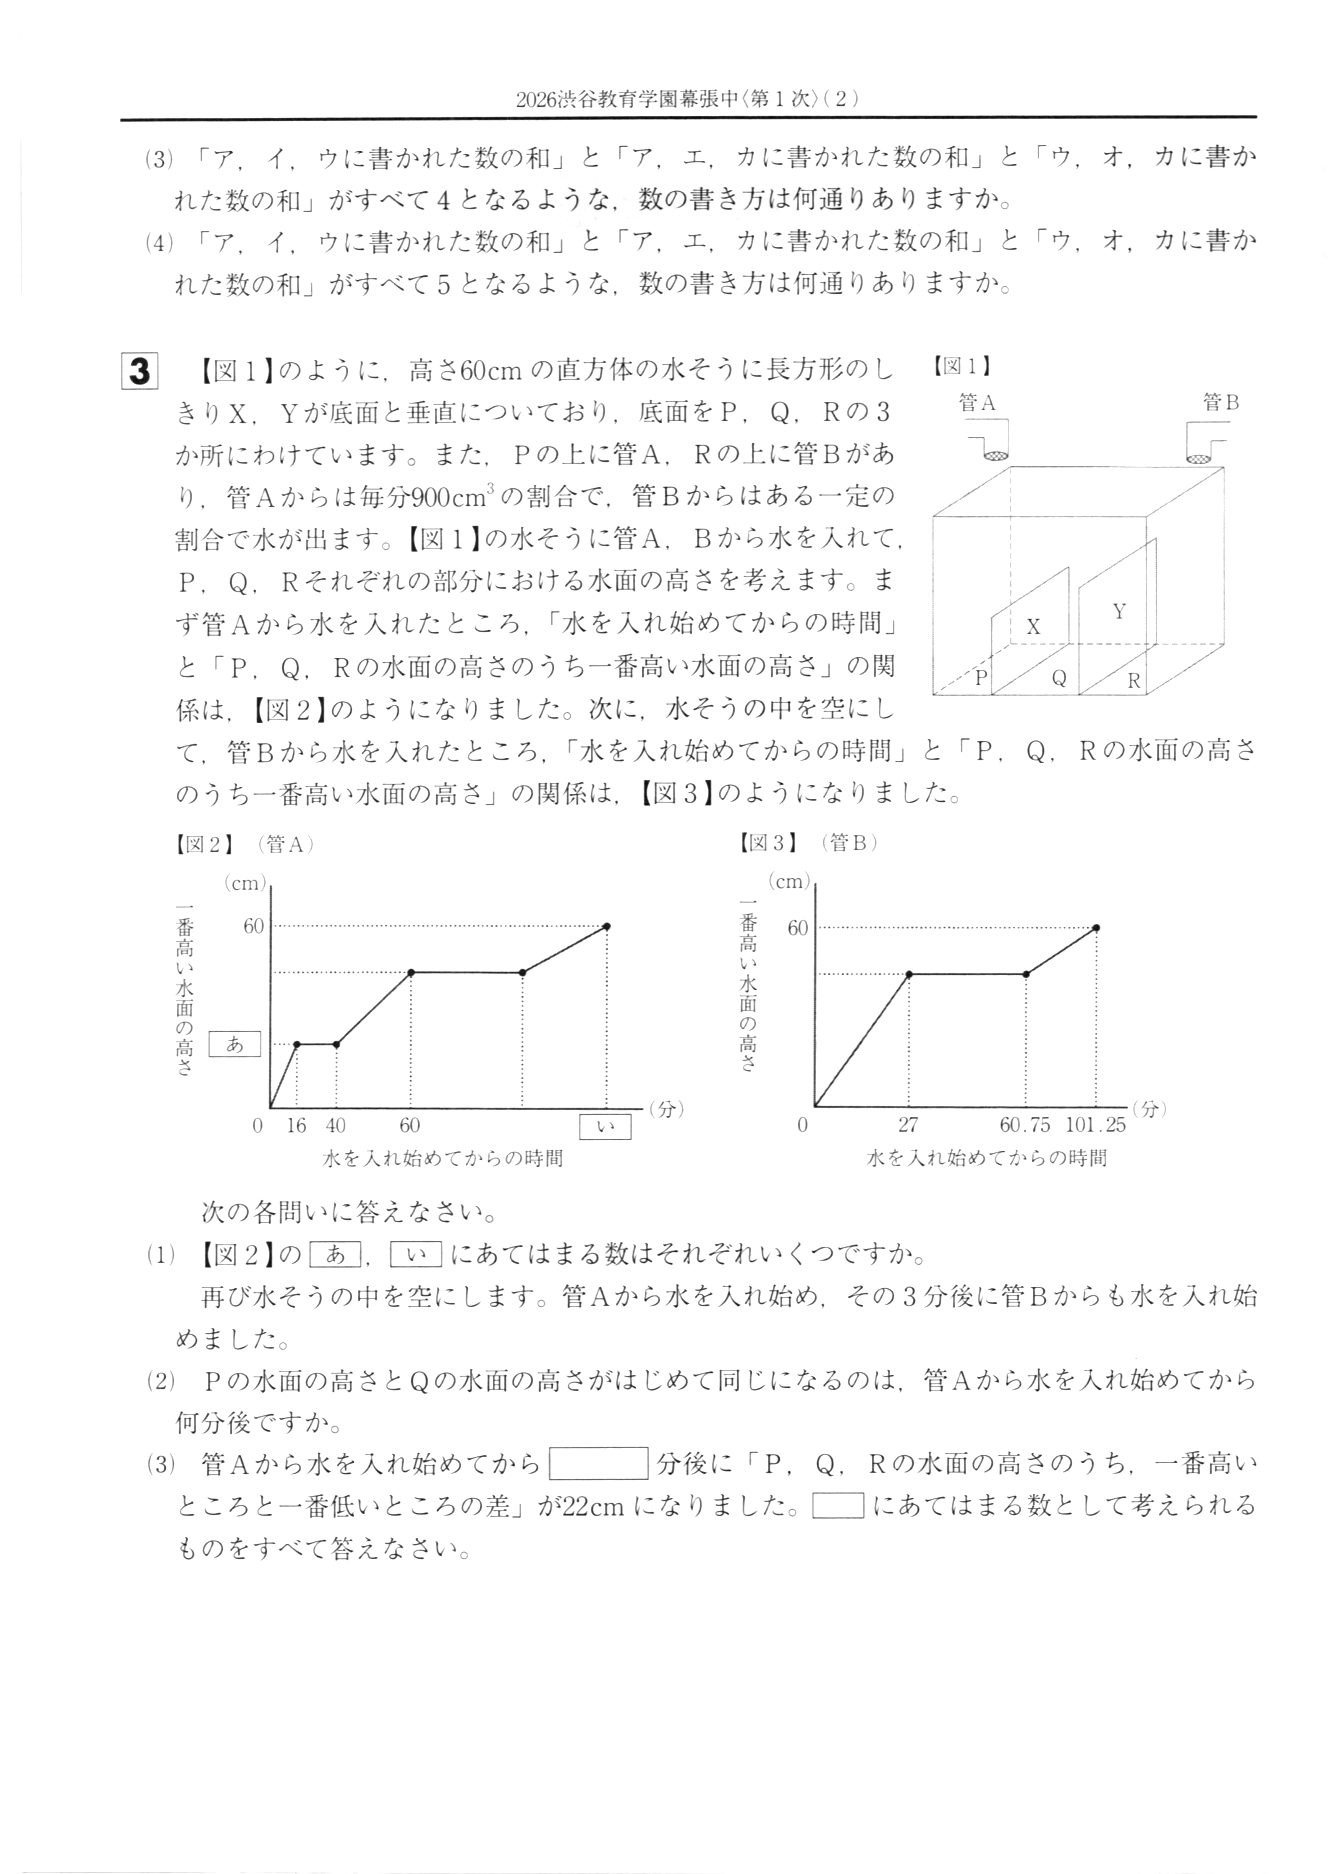 2026渋谷教育学園幕張中〈第1次〉(2)
(3) 「ア，イ，ウに書かれた数の和」と「ア，エ，カに書かれた数の和」と「ウ，オ，カに書か
れた数の和」がすべて4となるような，数の書き方は何通りありますか。
(4) 「ア，イ，ウに書かれた数の和」と「ア，エ，カに書かれた数の和」と「ウ，オ，カに書か
れた数の和」がすべて5となるような，数の書き方は何通りありますか。
3 【図1】のように，高さ60cmの直方体の水そうに長方形のし
きりX，Yが底面と垂直についており，底面をP，Q，Rの3
か所にわけています。また，Pの上に管A，Rの上に管Bがあ
り，管Aからは毎分900cm³の割合で，管Bからはある一定の
割合で水が出ます。【図1】の水そうに管A，Bから水を入れて，
P，Q，Rそれぞれの部分における水面の高さを考えます。ま
ず管Aから水を入れたところ，「水を入れ始めてからの時間」
と「P，Q，Rの水面の高さのうち一番高い水面の高さ」の関
係は，【図2】のようになりました。次に，水そうの中を空にし
て，管Bから水を入れたところ，「水を入れ始めてからの時間」と「P，Q，Rの水面の高さ
のうち一番高い水面の高さ」の関係は，【図3】のようになりました。
【図1】
管A
管B
X
Y
P
Q
R
【図2】（管A）
(cm)
一番高い水面の高さ
60
あ
0 16 40 60 い (分)
水を入れ始めてからの時間
【図3】（管B）
(cm)
一番高い水面の高さ
60
0 27 60.75 101.25 (分)
水を入れ始めてからの時間
次の各問いに答えなさい。
(1) 【図2】の あ ， い にあてはまる数はそれぞれいくつですか。
再び水そうの中を空にします。管Aから水を入れ始め，その3分後に管Bからも水を入れ始
めました。
(2) Pの水面の高さとQの水面の高さがはじめて同じになるのは，管Aから水を入れ始めてから
何分後ですか。
(3) 管Aから水を入れ始めてから 分後に「P，Q，Rの水面の高さのうち，一番高い
ところと一番低いところの差」が22cmになりました。 にあてはまる数として考えられる
ものをすべて答えなさい。